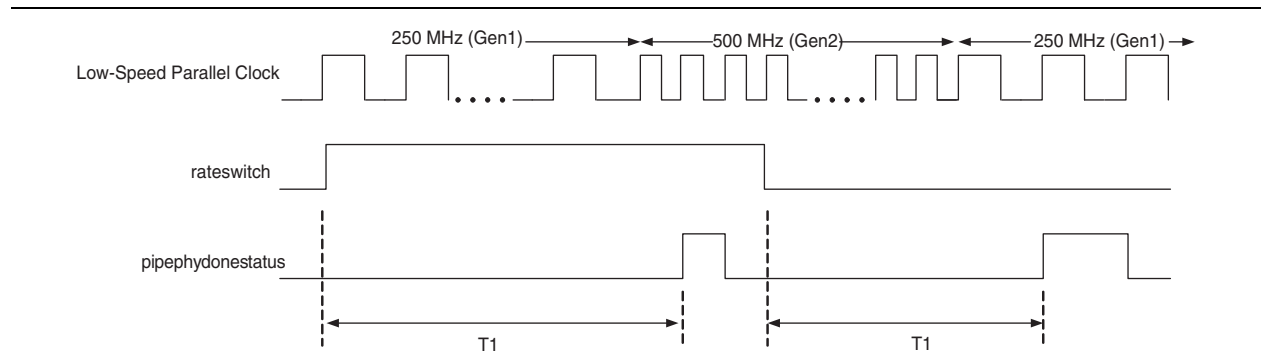 250 MHz (Gen1)
500 MHz (Gen2)
250 MHz (Gen1)
Low-Speed Parallel Clock
rateswitch
pipephydonestatus
T1
T1